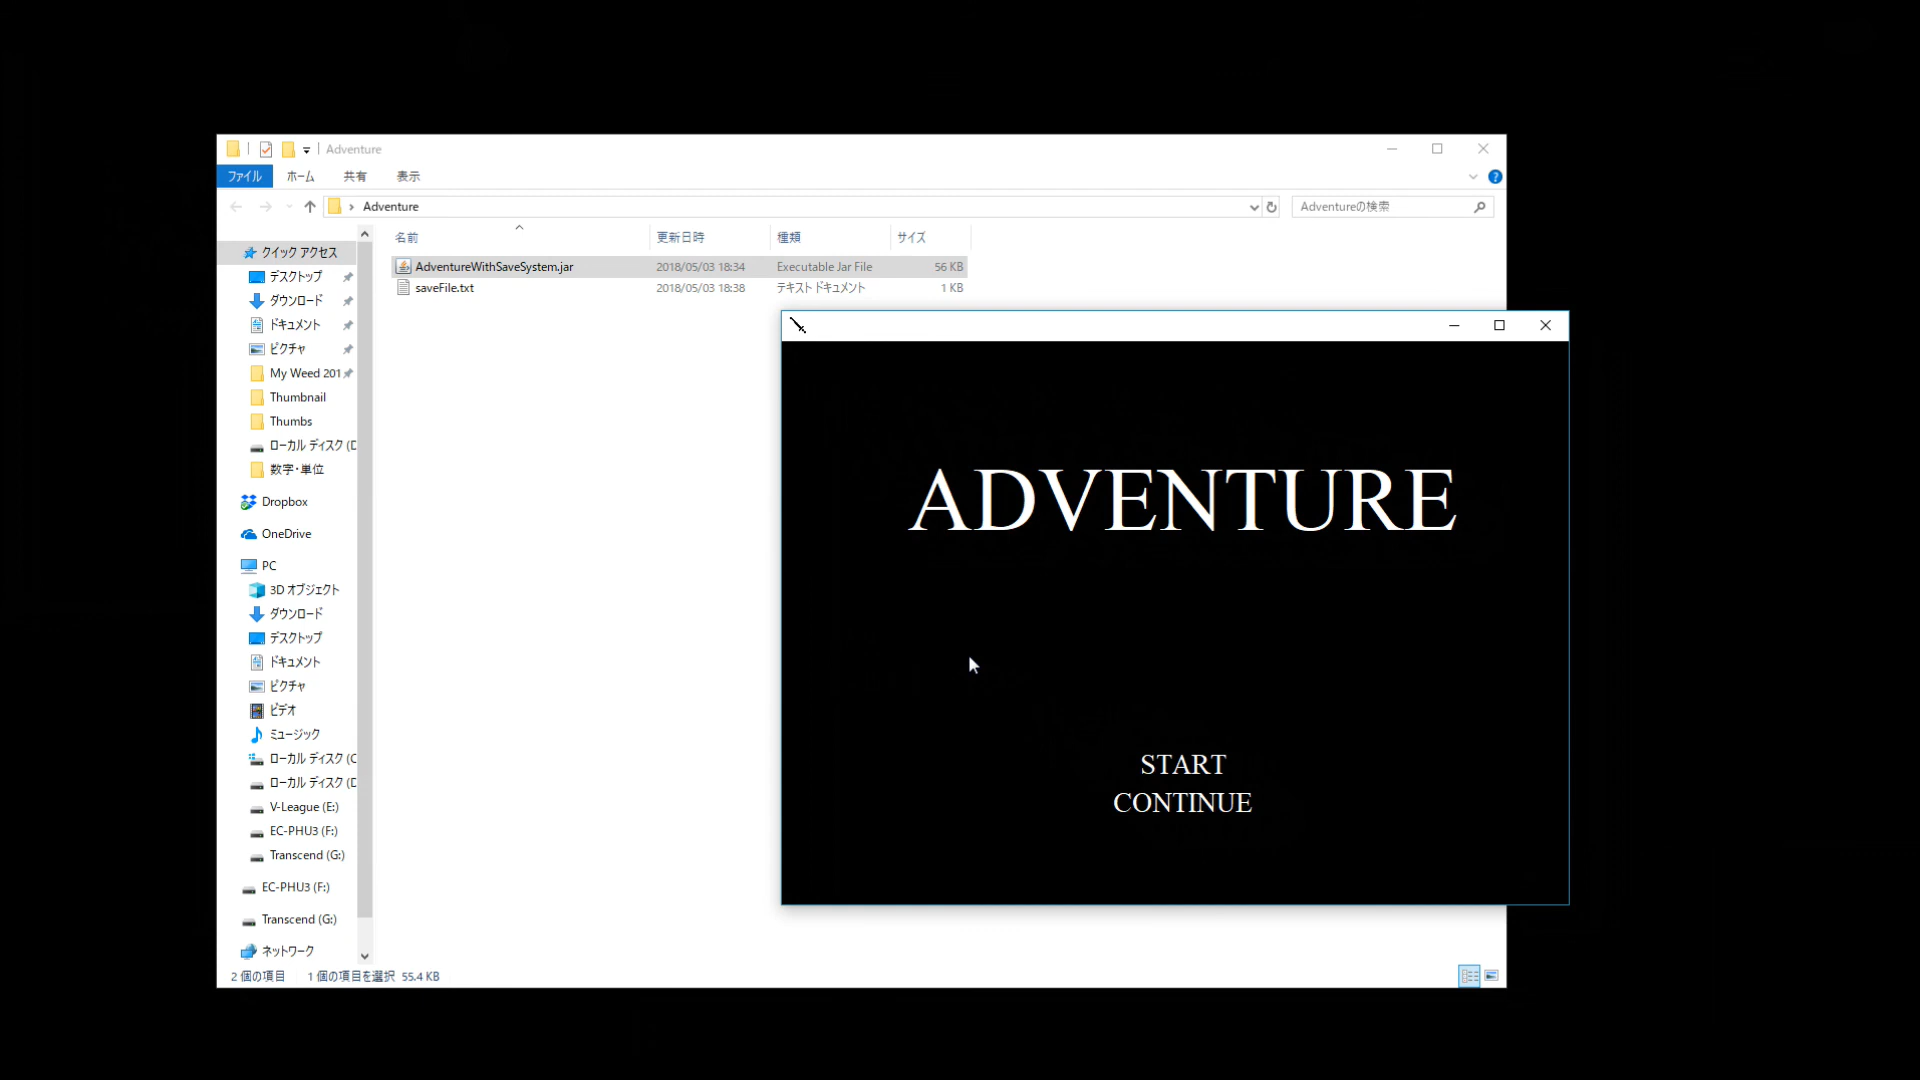 Adventure
ファイル ホーム 共有 表示
Adventure
Adventureの検索
名前 更新日時 種類 サイズ
AdventureWithSaveSystem.jar 2018/05/03 18:34 Executable Jar File 56 KB
saveFile.txt 2018/05/03 18:38 テキスト ドキュメント 1 KB
クイック アクセス
デスクトップ
ダウンロード
ドキュメント
ピクチャ
My Weed 201
Thumbnail
Thumbs
ローカル ディスク (D
数字・単位
Dropbox
OneDrive
PC
3D オブジェクト
ダウンロード
デスクトップ
ドキュメント
ピクチャ
ビデオ
ミュージック
ローカル ディスク (C
ローカル ディスク (D
V-League (E:)
EC-PHU3 (F:)
Transcend (G:)
EC-PHU3 (F:)
Transcend (G:)
ネットワーク
2 個の項目 1 個の項目を選択 55.4 KB
ADVENTURE
START
CONTINUE